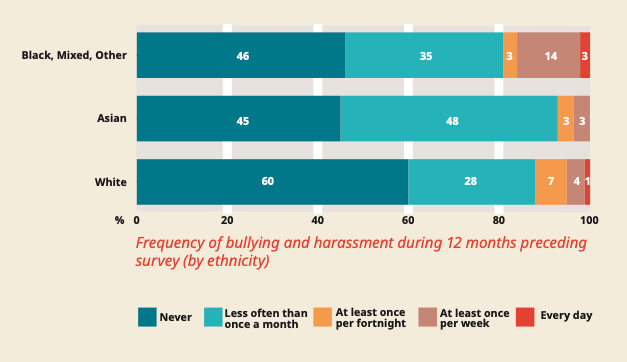 Black, Mixed, Other 46 35 3 14 3
Asian 45 48 3 3
White 60 28 7 4 1
% 0 20 40 60 80 100
Frequency of bullying and harassment during 12 months preceding
survey (by ethnicity)
Never
Less often than
once a month
At least once
per fortnight
At least once
per week
Every day